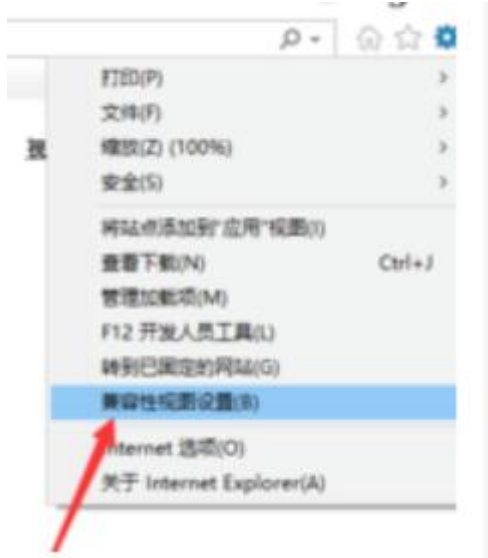 打印(P)
文件(F)
缩放(Z) (100%)
安全(S)
将站点添加到“应用”视图(I)
查看下载(N) Ctrl+J
管理加载项(M)
F12 开发人员工具(L)
转到已固定的网站(G)
兼容性视图设置(B)
Internet 选项(O)
关于 Internet Explorer(A)